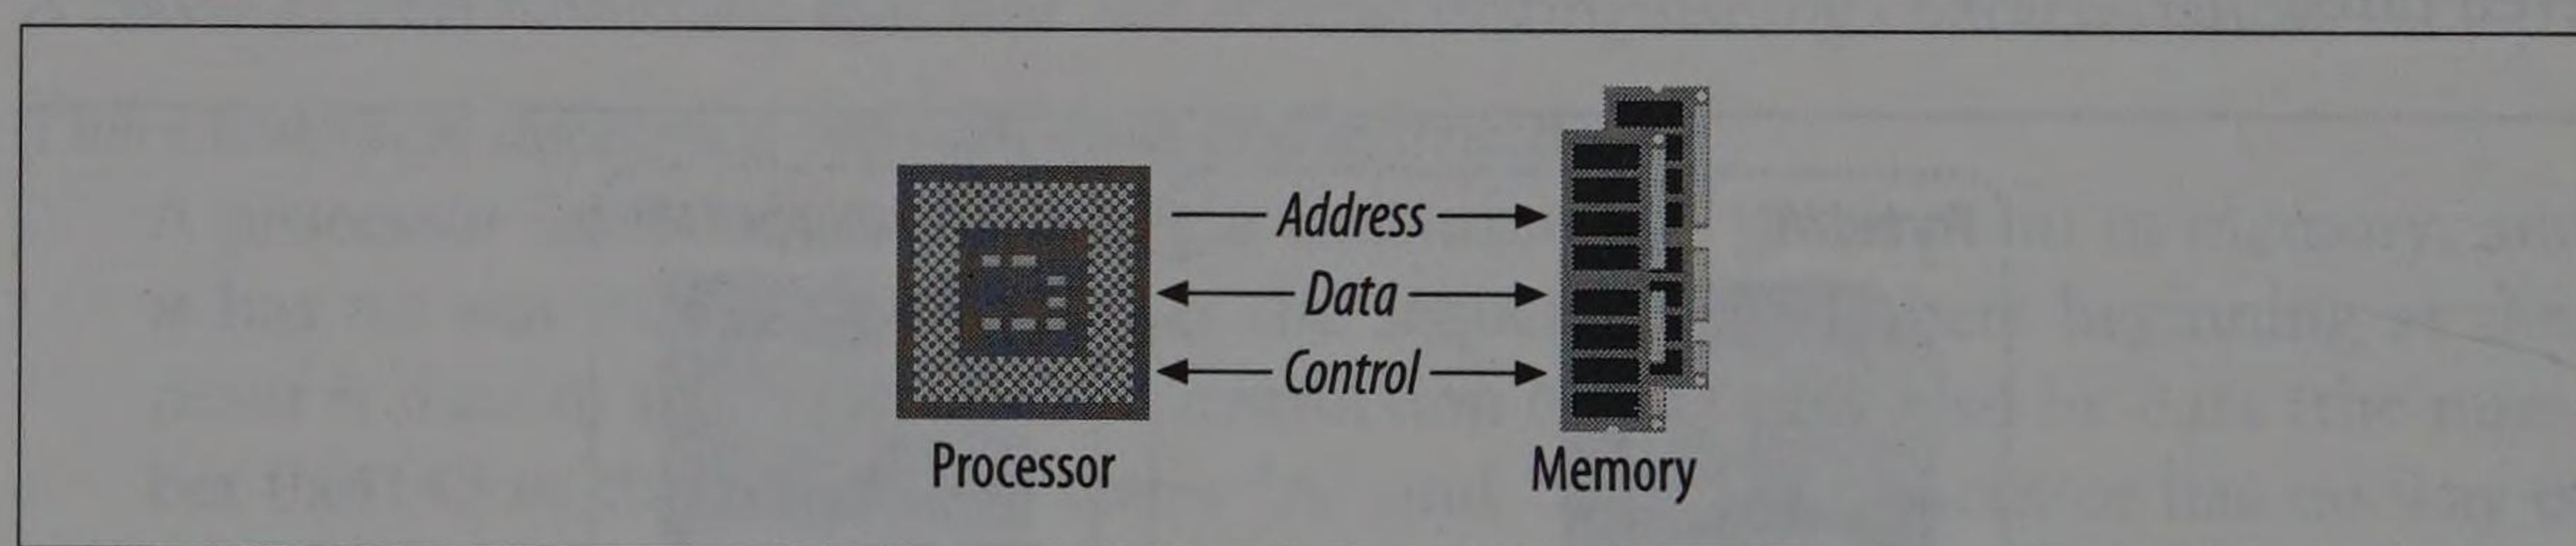 Address
Data
Control
Processor
Memory